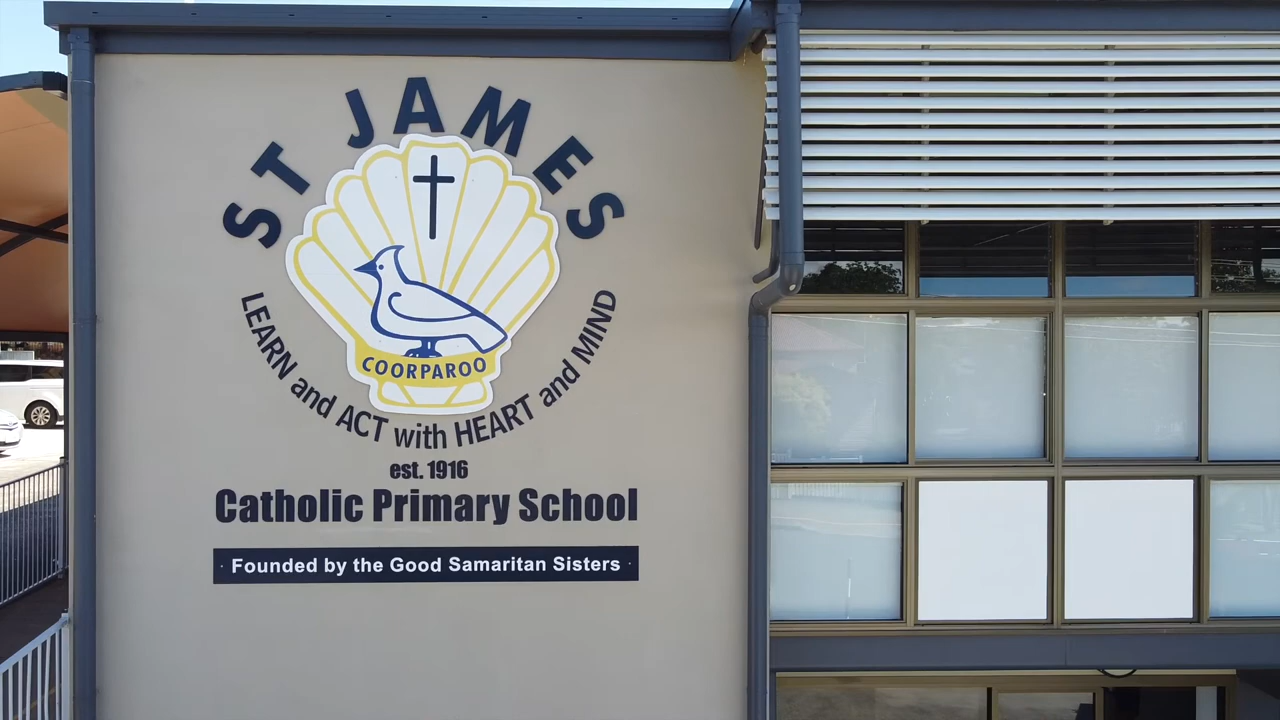 ST JAMES
COORPAROO
LEARN and ACT with HEART and MIND
est. 1916
Catholic Primary School
· Founded by the Good Samaritan Sisters ·